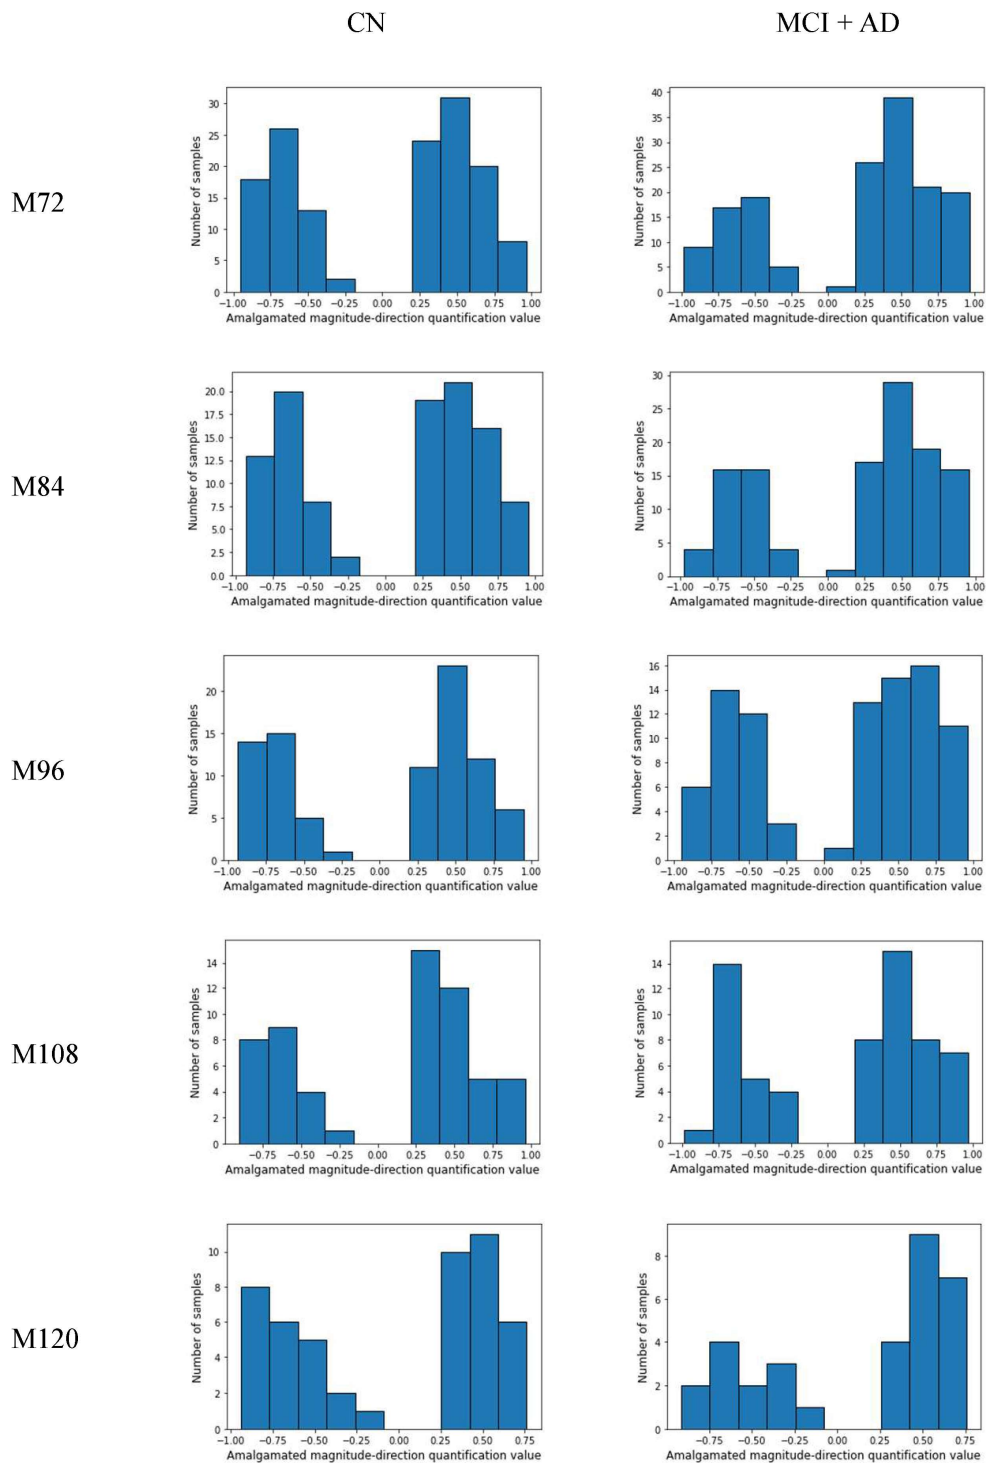 CN MCI + AD
M72
Number of samples
30
25
20
15
10
5
0
−1.00 −0.75 −0.50 −0.25 0.00 0.25 0.50 0.75 1.00
Amalgamated magnitude-direction quantification value
Number of samples
40
35
30
25
20
15
10
5
0
−1.00 −0.75 −0.50 −0.25 0.00 0.25 0.50 0.75 1.00
Amalgamated magnitude-direction quantification value
M84
Number of samples
20.0
17.5
15.0
12.5
10.0
7.5
5.0
2.5
0.0
−1.00 −0.75 −0.50 −0.25 0.00 0.25 0.50 0.75 1.00
Amalgamated magnitude-direction quantification value
Number of samples
30
25
20
15
10
5
0
−1.00 −0.75 −0.50 −0.25 0.00 0.25 0.50 0.75 1.00
Amalgamated magnitude-direction quantification value
M96
Number of samples
20
15
10
5
0
−1.00 −0.75 −0.50 −0.25 0.00 0.25 0.50 0.75 1.00
Amalgamated magnitude-direction quantification value
Number of samples
16
14
12
10
8
6
4
2
0
−1.00 −0.75 −0.50 −0.25 0.00 0.25 0.50 0.75 1.00
Amalgamated magnitude-direction quantification value
M108
Number of samples
14
12
10
8
6
4
2
0
−0.75 −0.50 −0.25 0.00 0.25 0.50 0.75 1.00
Amalgamated magnitude-direction quantification value
Number of samples
14
12
10
8
6
4
2
0
−1.00 −0.75 −0.50 −0.25 0.00 0.25 0.50 0.75 1.00
Amalgamated magnitude-direction quantification value
M120
Number of samples
10
8
6
4
2
0
−1.00 −0.75 −0.50 −0.25 0.00 0.25 0.50 0.75
Amalgamated magnitude-direction quantification value
Number of samples
8
6
4
2
0
−0.75 −0.50 −0.25 0.00 0.25 0.50 0.75
Amalgamated magnitude-direction quantification value